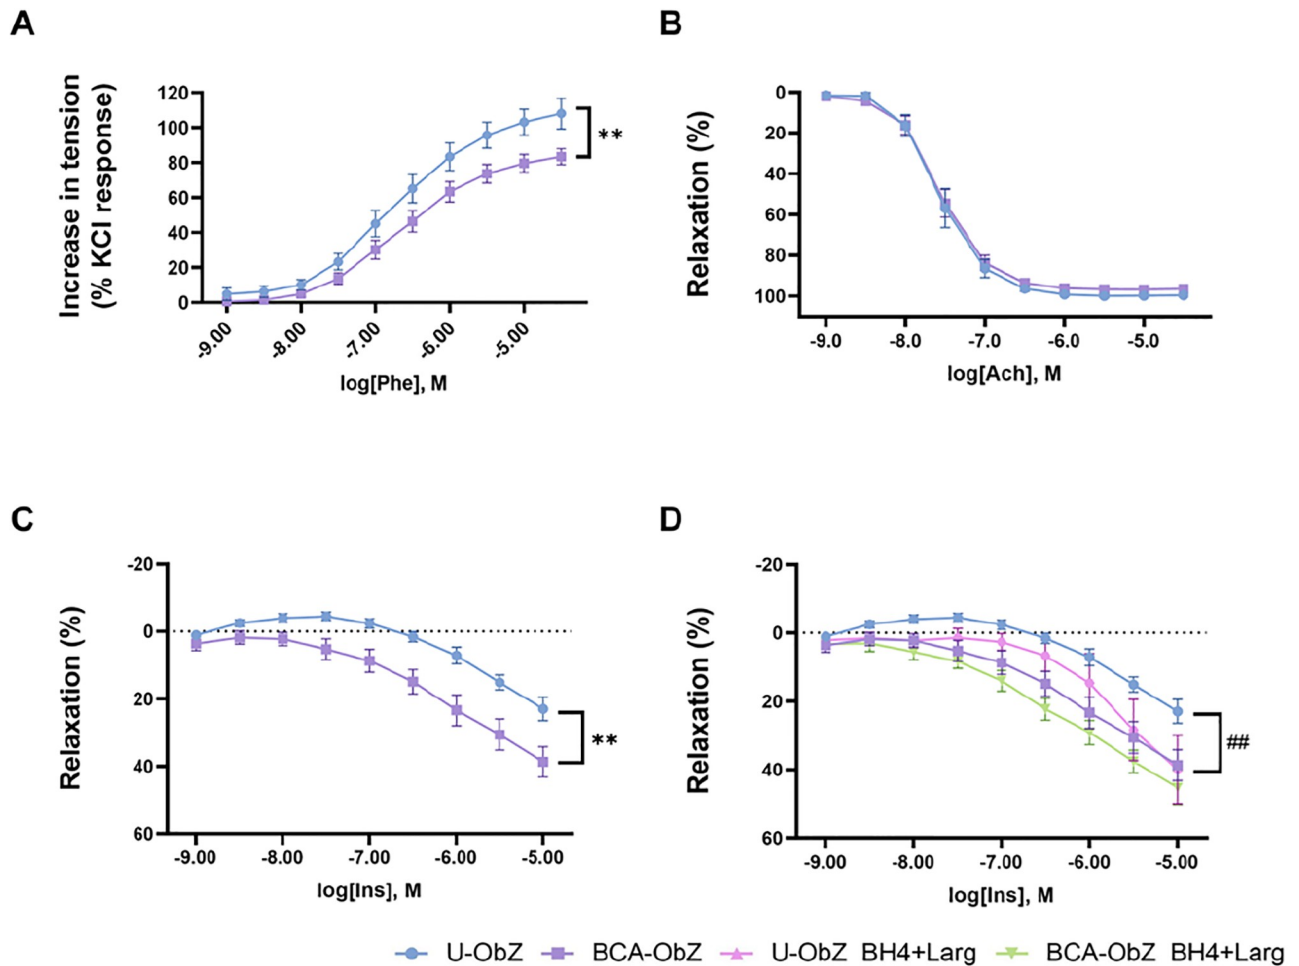 A
Increase in tension
(% KCl response)
120
100
80
60
40
20
0
**
-9.00 -8.00 -7.00 -6.00 -5.00
log[Phe], M
B
Relaxation (%)
0
20
40
60
80
100
-9.0 -8.0 -7.0 -6.0 -5.0
log[Ach], M
C
Relaxation (%)
-20
0
20
40
60
**
-9.00 -8.00 -7.00 -6.00 -5.00
log[Ins], M
D
Relaxation (%)
-20
0
20
40
60
##
-9.00 -8.00 -7.00 -6.00 -5.00
log[Ins], M
U-ObZ BCA-ObZ U-ObZ BH4+Larg BCA-ObZ BH4+Larg